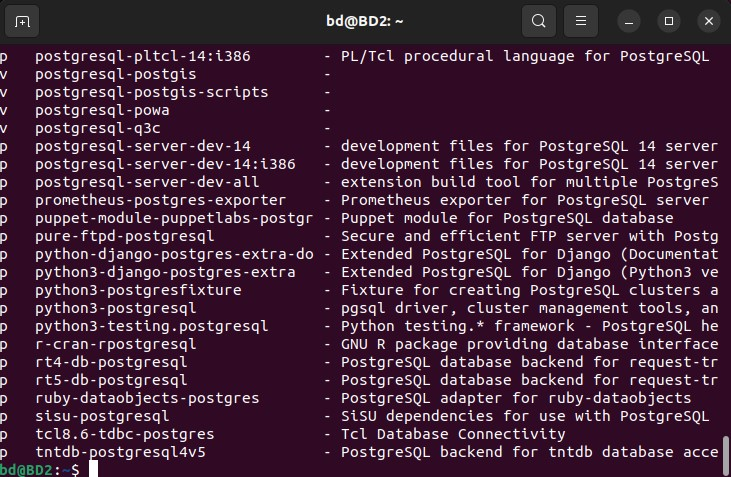 bd@BD2: ~
p   postgresql-pltcl-14:i386        - PL/Tcl procedural language for PostgreSQL
v   postgresql-postgis              -
v   postgresql-postgis-scripts      -
v   postgresql-powa                 -
v   postgresql-q3c                  -
p   postgresql-server-dev-14        - development files for PostgreSQL 14 server
p   postgresql-server-dev-14:i386   - development files for PostgreSQL 14 server
p   postgresql-server-dev-all       - extension build tool for multiple PostgreS
p   prometheus-postgres-exporter    - Prometheus exporter for PostgreSQL server
p   puppet-module-puppetlabs-postgr - Puppet module for PostgreSQL database
p   pure-ftpd-postgresql            - Secure and efficient FTP server with Postg
p   python-django-postgres-extra-do - Extended PostgreSQL for Django (Documentat
p   python3-django-postgres-extra   - Extended PostgreSQL for Django (Python3 ve
p   python3-postgresfixture         - Fixture for creating PostgreSQL clusters a
p   python3-postgresql              - pgsql driver, cluster management tools, an
p   python3-testing.postgresql      - Python testing.* framework - PostgreSQL he
p   r-cran-rpostgresql              - GNU R package providing database interface
p   rt4-db-postgresql               - PostgreSQL database backend for request-tr
p   rt5-db-postgresql               - PostgreSQL database backend for request-tr
p   ruby-dataobjects-postgres       - PostgreSQL adapter for ruby-dataobjects
p   sisu-postgresql                 - SiSU dependencies for use with PostgreSQL
p   tcl8.6-tdbc-postgres            - Tcl Database Connectivity
p   tntdb-postgresql4v5             - PostgreSQL backend for tntdb database acce
bd@BD2:~$